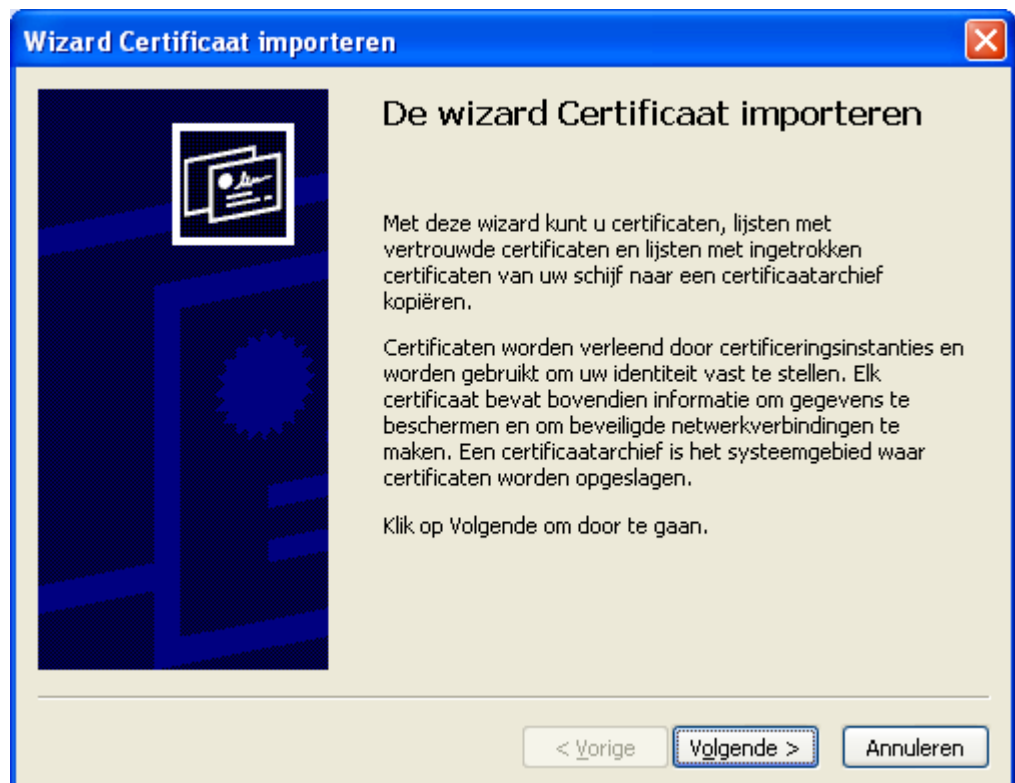 Wizard Certificaat importeren
De wizard Certificaat importeren
Met deze wizard kunt u certificaten, lijsten met
vertrouwde certificaten en lijsten met ingetrokken
certificaten van uw schijf naar een certificaatarchief
kopiëren.
Certificaten worden verleend door certificeringsinstanties en
worden gebruikt om uw identiteit vast te stellen. Elk
certificaat bevat bovendien informatie om gegevens te
beschermen en om beveiligde netwerkverbindingen te
maken. Een certificaatarchief is het systeemgebied waar
certificaten worden opgeslagen.
Klik op Volgende om door te gaan.
< Vorige Volgende > Annuleren